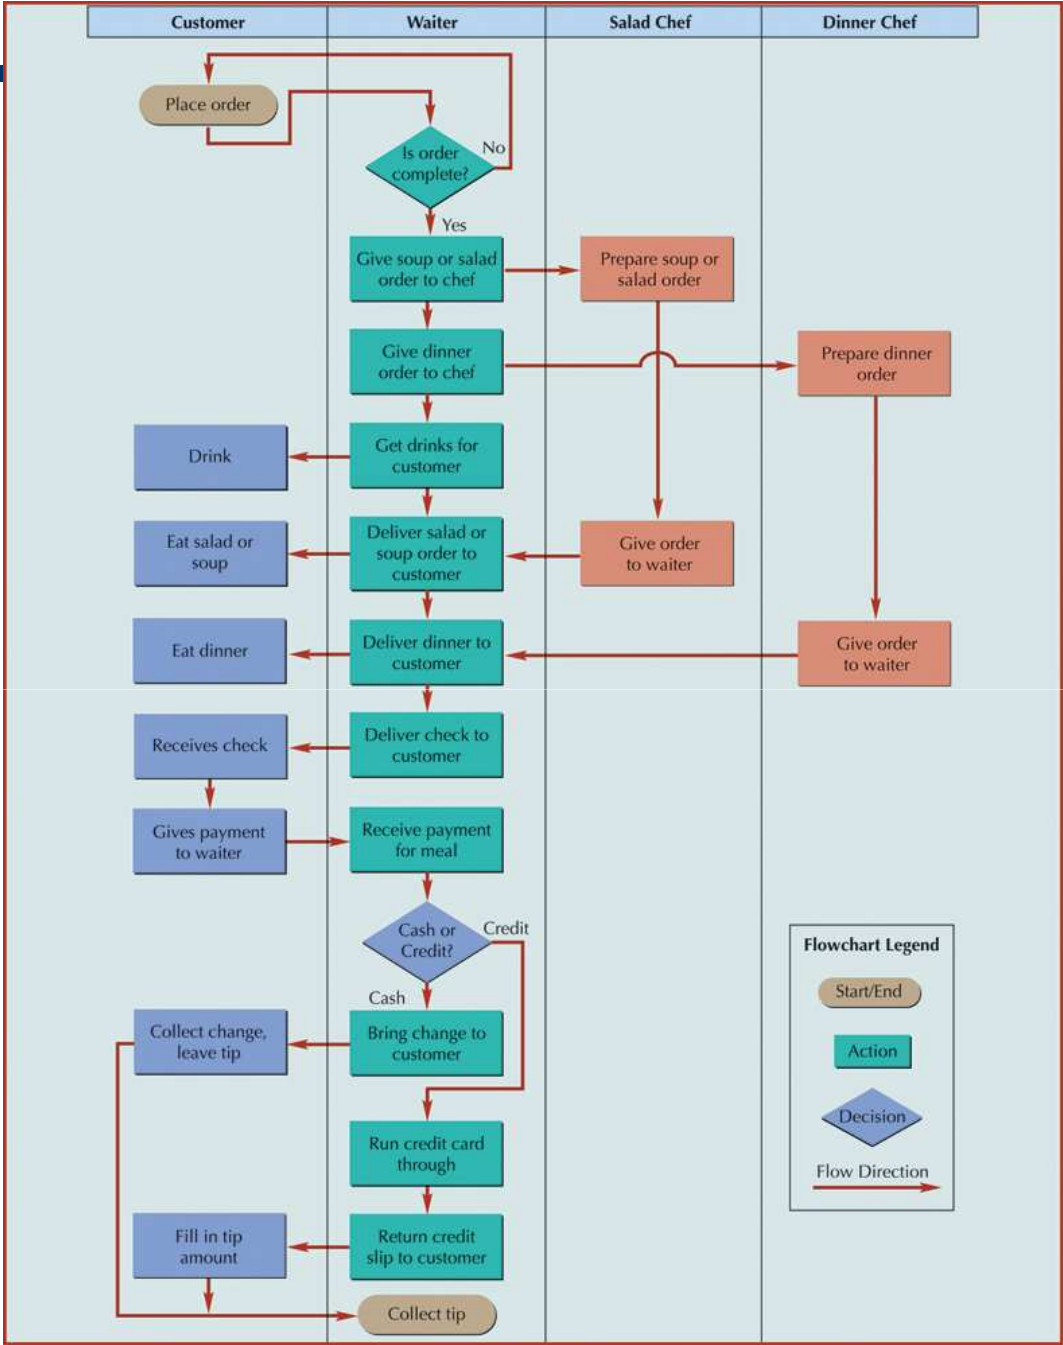 Customer
Waiter
Salad Chef
Dinner Chef
Place order
Is order
complete?
No
Yes
Give soup or salad
order to chef
Prepare soup or
salad order
Give dinner
order to chef
Prepare dinner
order
Drink
Get drinks for
customer
Eat salad or
soup
Deliver salad or
soup order to
customer
Give order
to waiter
Eat dinner
Deliver dinner to
customer
Give order
to waiter
Receives check
Deliver check to
customer
Gives payment
to waiter
Receive payment
for meal
Cash or
Credit?
Credit
Cash
Collect change,
leave tip
Bring change to
customer
Run credit card
through
Fill in tip
amount
Return credit
slip to customer
Collect tip
Flowchart Legend
Start/End
Action
Decision
Flow Direction